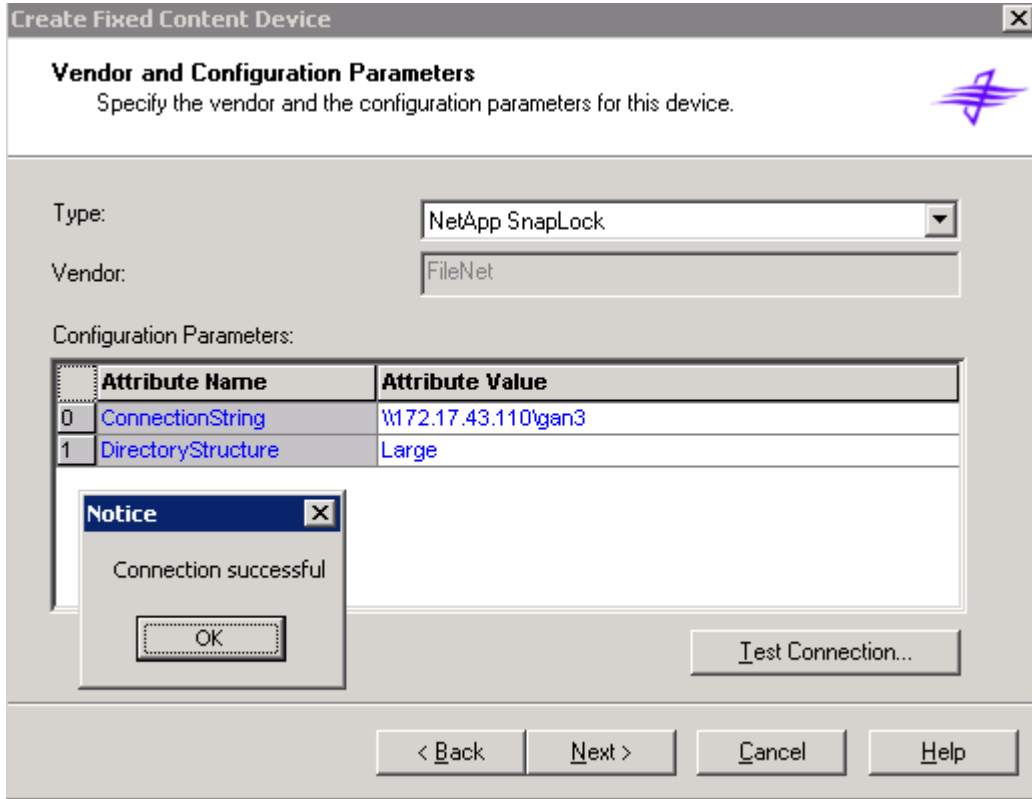 Create Fixed Content Device
Vendor and Configuration Parameters
Specify the vendor and the configuration parameters for this device.
Type:
NetApp SnapLock
Vendor:
FileNet
Configuration Parameters:
Attribute Name Attribute Value
0 ConnectionString \\172.17.43.110\gan3
1 DirectoryStructure Large
Notice
Connection successful
OK
Test Connection...
< Back Next > Cancel Help